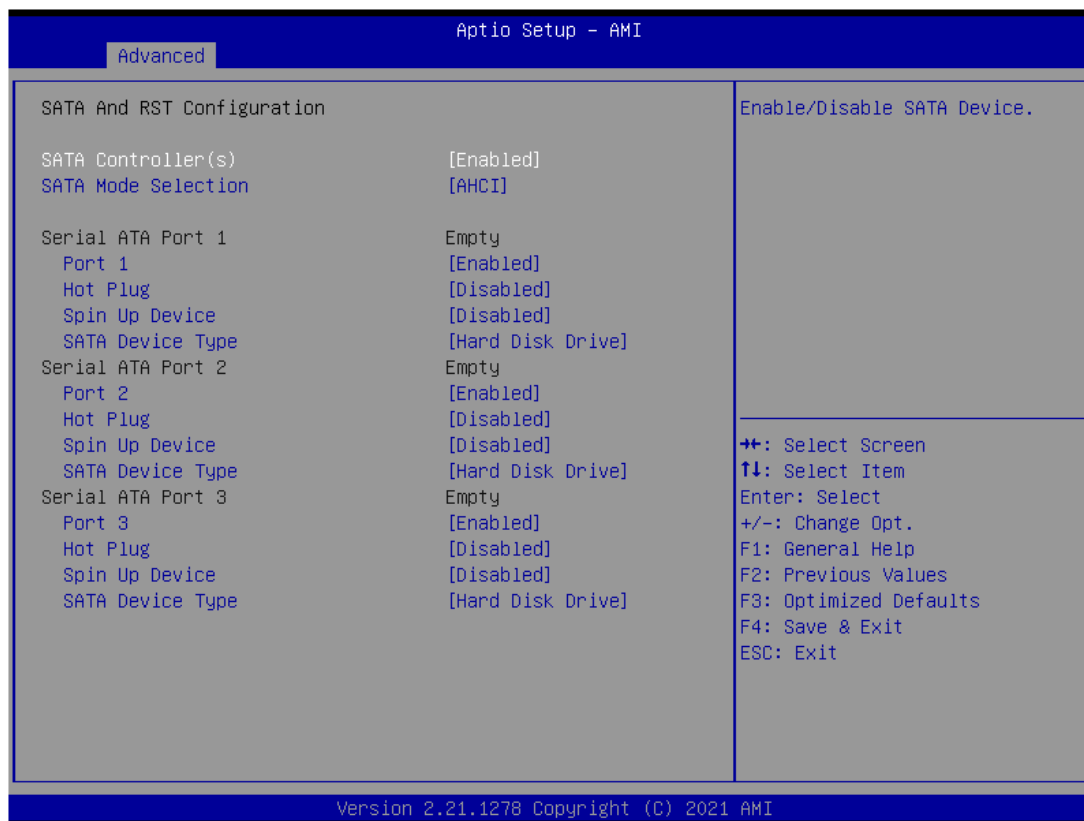 Aptio Setup – AMI
Advanced
SATA And RST Configuration
SATA Controller(s) [Enabled]
SATA Mode Selection [AHCI]
Serial ATA Port 1 Empty
Port 1 [Enabled]
Hot Plug [Disabled]
Spin Up Device [Disabled]
SATA Device Type [Hard Disk Drive]
Serial ATA Port 2 Empty
Port 2 [Enabled]
Hot Plug [Disabled]
Spin Up Device [Disabled]
SATA Device Type [Hard Disk Drive]
Serial ATA Port 3 Empty
Port 3 [Enabled]
Hot Plug [Disabled]
Spin Up Device [Disabled]
SATA Device Type [Hard Disk Drive]
Enable/Disable SATA Device.
→←: Select Screen
↑↓: Select Item
Enter: Select
+/-: Change Opt.
F1: General Help
F2: Previous Values
F3: Optimized Defaults
F4: Save & Exit
ESC: Exit
Version 2.21.1278 Copyright (C) 2021 AMI